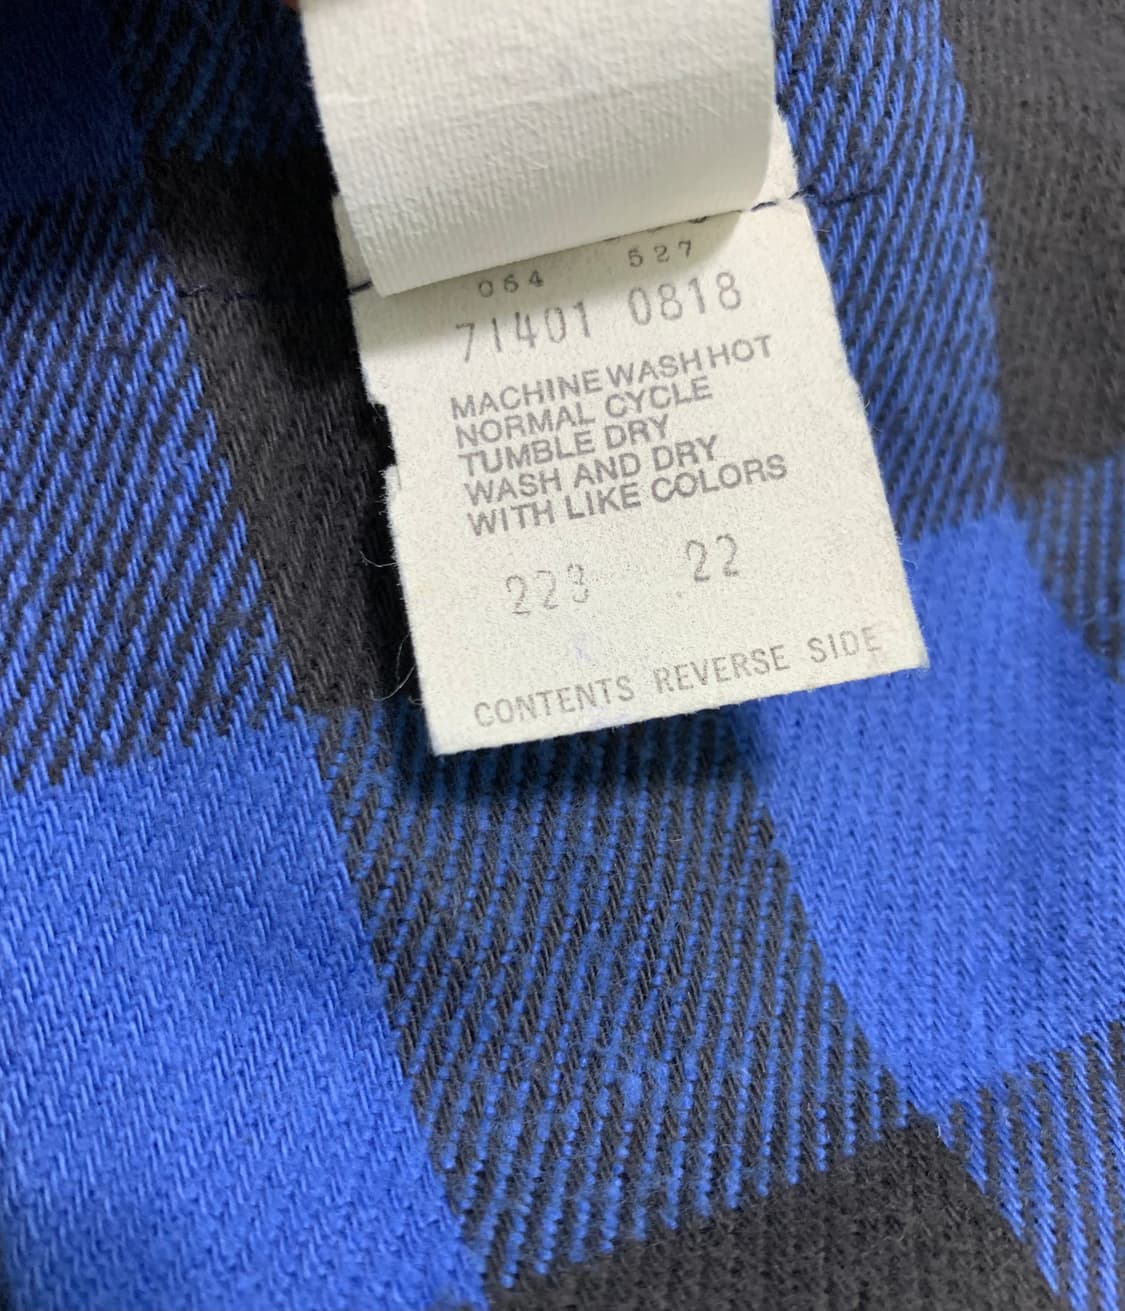 064 527
71401 0818
MACHINE WASH HOT
NORMAL CYCLE
TUMBLE DRY
WASH AND DRY
WITH LIKE COLORS
223 22
CONTENTS REVERSE SIDE